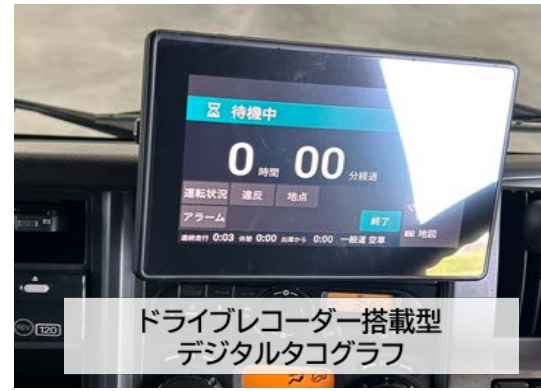 待機中
0 時間 00 分経過
運転状況 違反 地点
アラーム 終了 地図
連続走行 0:03 休憩 0:00 出庫から 0:00 一般道 空車
REV 120
ドライブレコーダー搭載型
デジタルタコグラフ